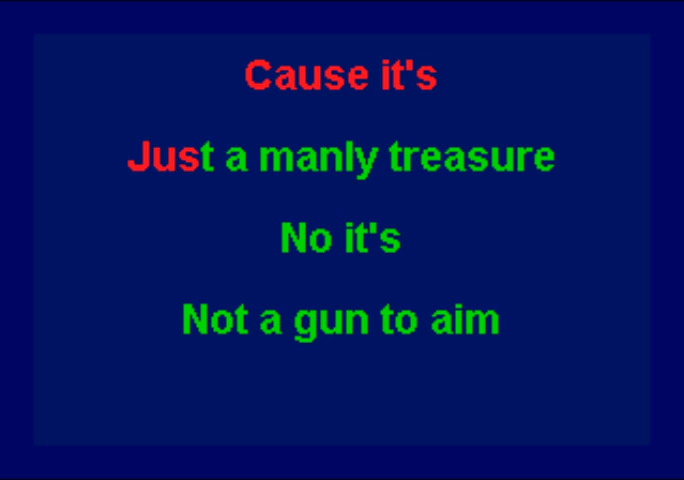 Cause it's
Just a manly treasure
No it's
Not a gun to aim